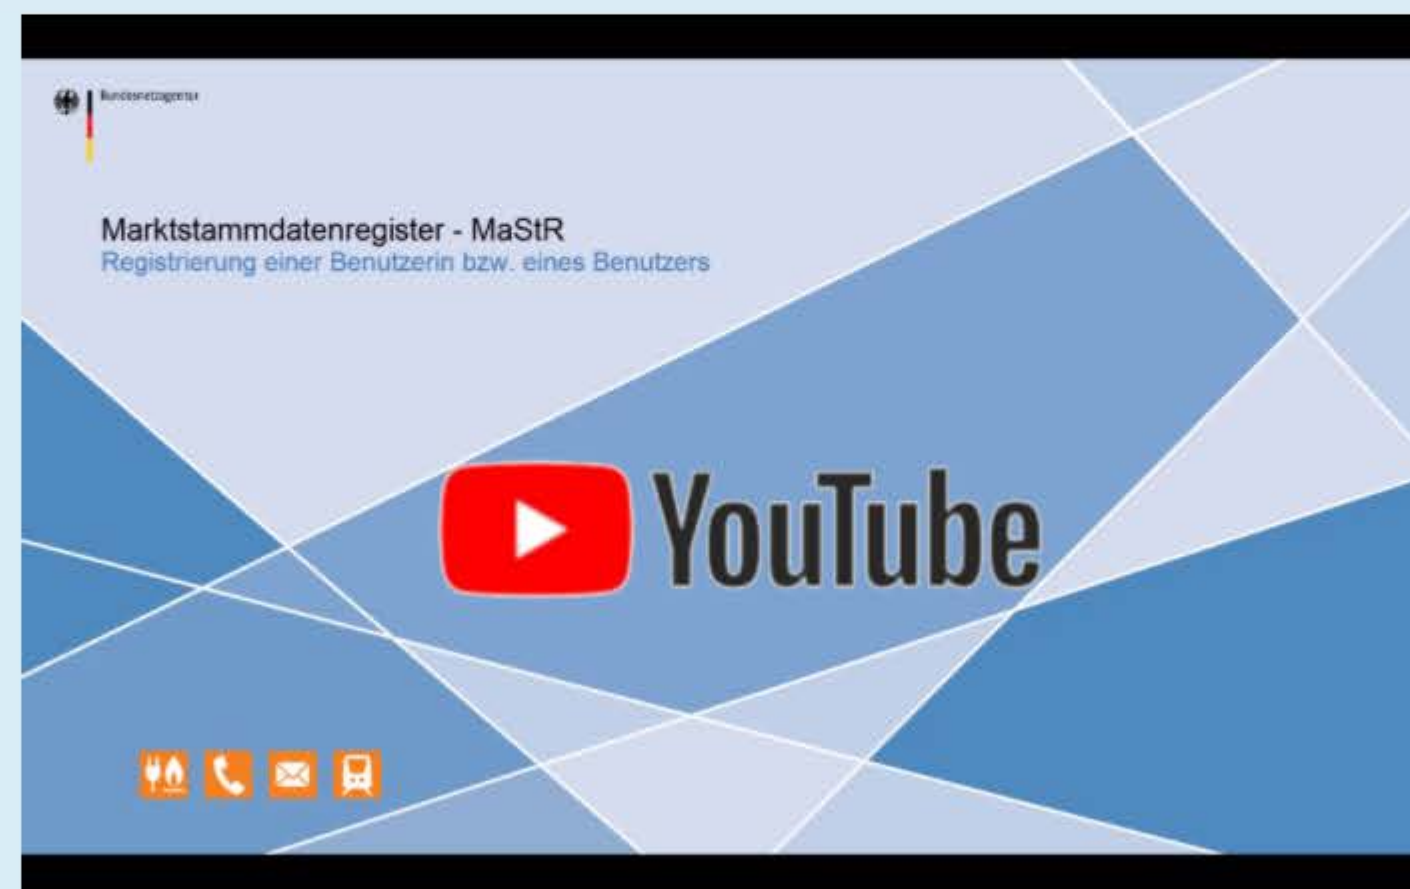 Bundesnetzagentur
Marktstammdatenregister - MaStR
Registrierung einer Benutzerin bzw. eines Benutzers
YouTube